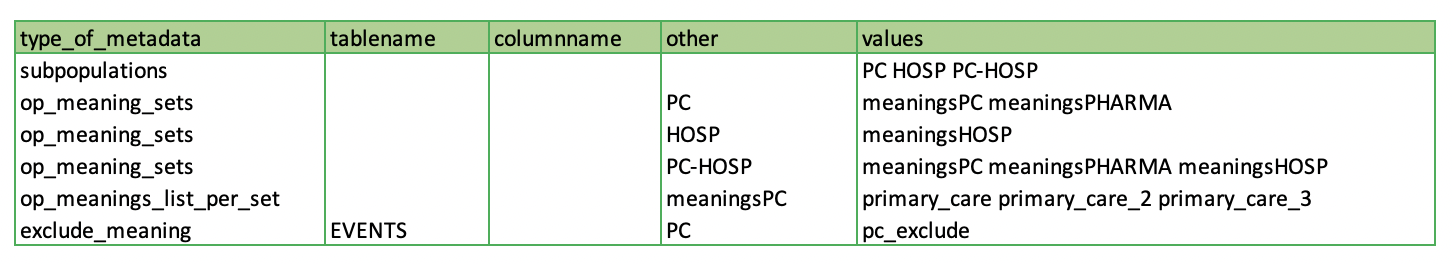 type_of_metadata tablename columnname other values
subpopulations PC HOSP PC-HOSP
op_meaning_sets PC meaningsPC meaningsPHARMA
op_meaning_sets HOSP meaningsHOSP
op_meaning_sets PC-HOSP meaningsPC meaningsPHARMA meaningsHOSP
op_meanings_list_per_set meaningsPC primary_care primary_care_2 primary_care_3
exclude_meaning EVENTS PC pc_exclude